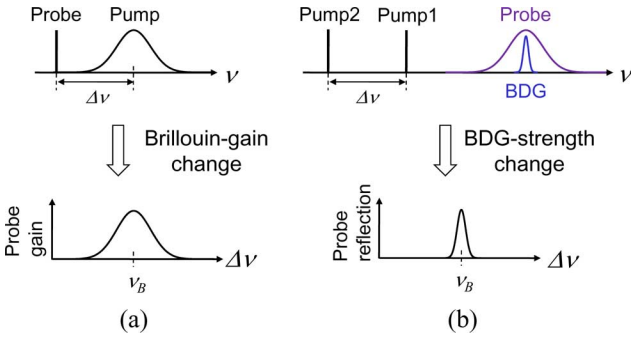 Probe Pump
ν
Δν
Brillouin-gain
change
Probe
gain
Δν
ν_B
(a)
Pump2 Pump1 Probe
ν
Δν
BDG
BDG-strength
change
Probe
reflection
Δν
ν_B
(b)